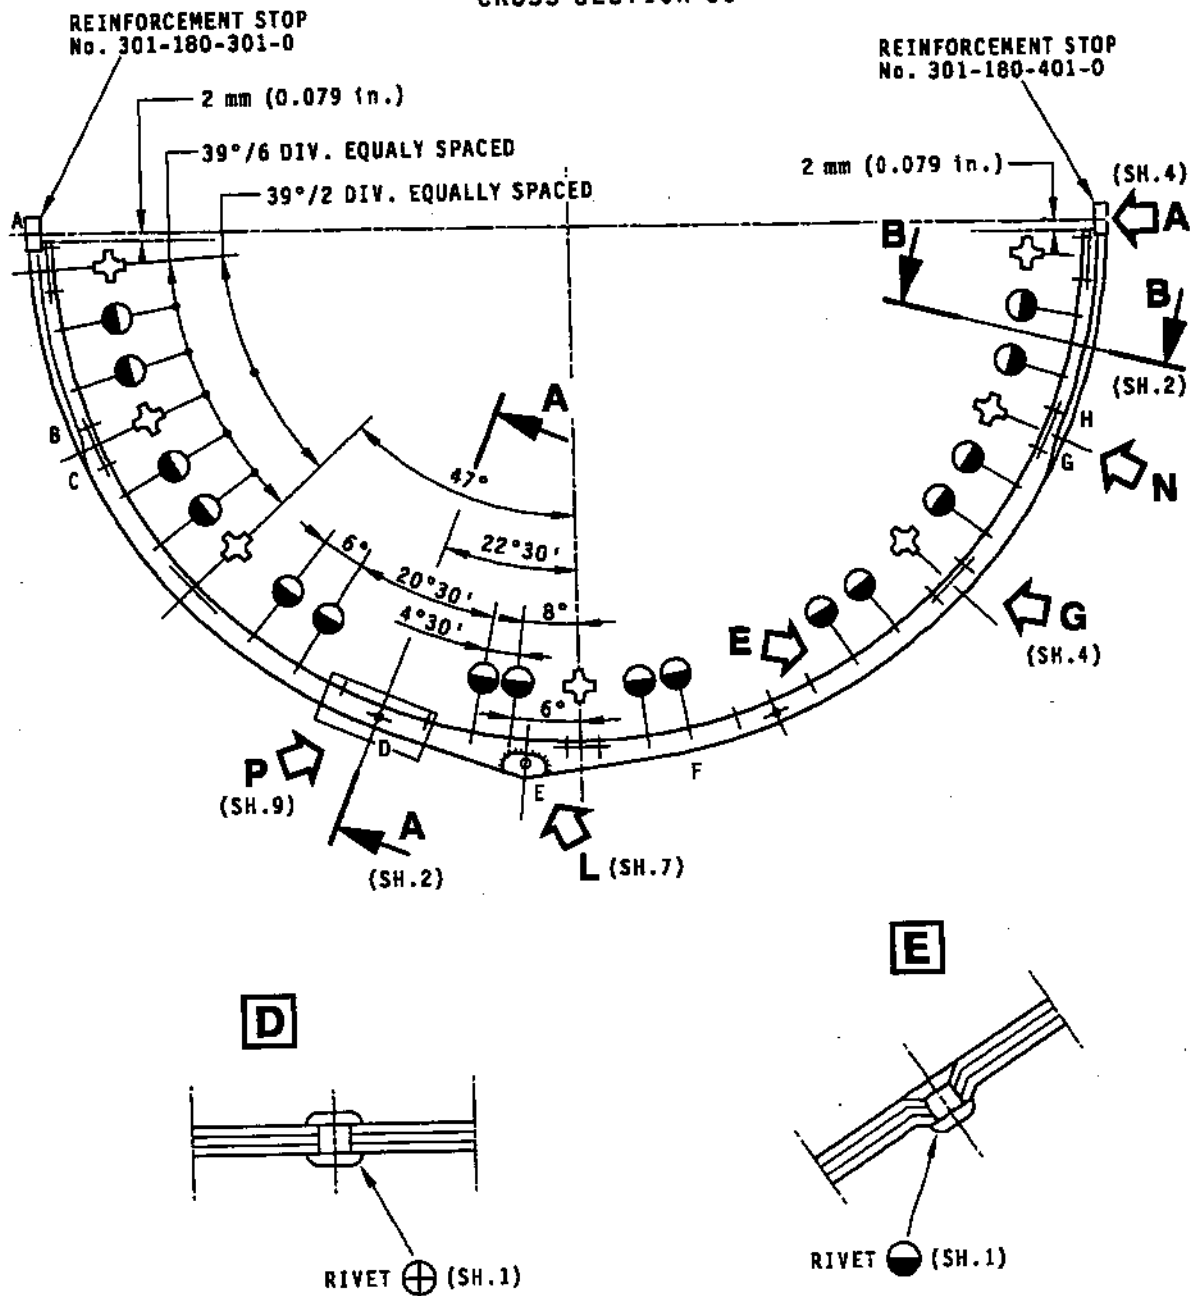 REINFORCEMENT STOP
No. 301-180-301-0
REINFORCEMENT STOP
No. 301-180-401-0
2 mm (0.079 in.)
39°/6 DIV. EQUALY SPACED
39°/2 DIV. EQUALLY SPACED
2 mm (0.079 in.)
(SH.4)
A
A
B
B
(SH.2)
A
B
C
H
G
N
47°
22°30'
6°
20°30'
8°
4°30'
E
G
(SH.4)
6°
D
P
(SH.9)
E
F
A
(SH.2)
L (SH.7)
D
E
RIVET (SH.1)
RIVET (SH.1)